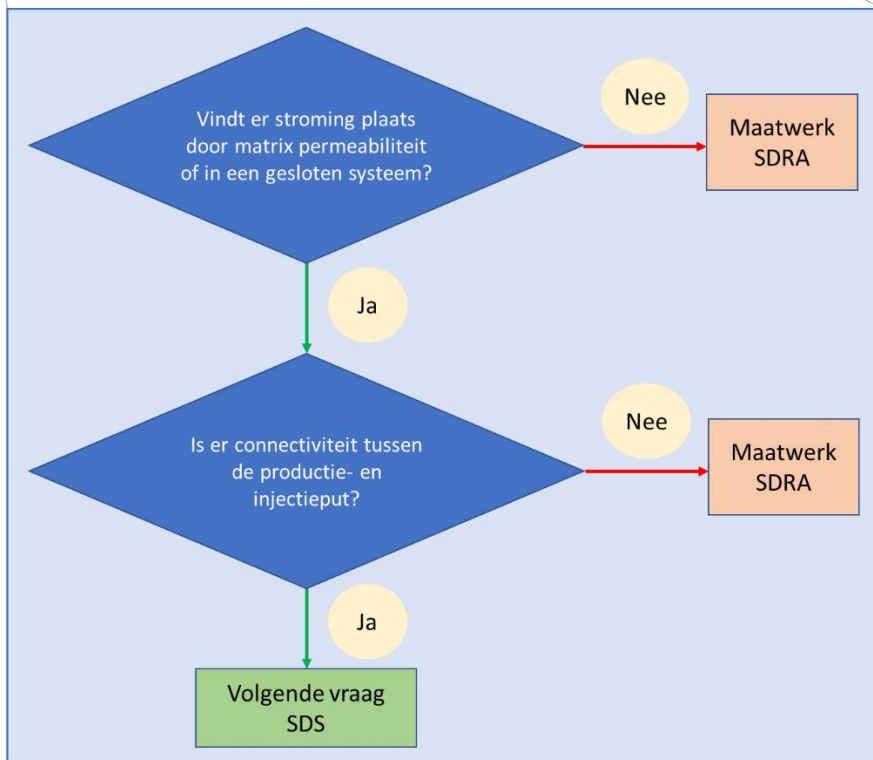 Vindt er stroming plaats
door matrix permeabiliteit
of in een gesloten systeem?
Nee
Maatwerk
SDRA
Ja
Is er connectiviteit tussen
de productie- en
injectieput?
Nee
Maatwerk
SDRA
Ja
Volgende vraag
SDS